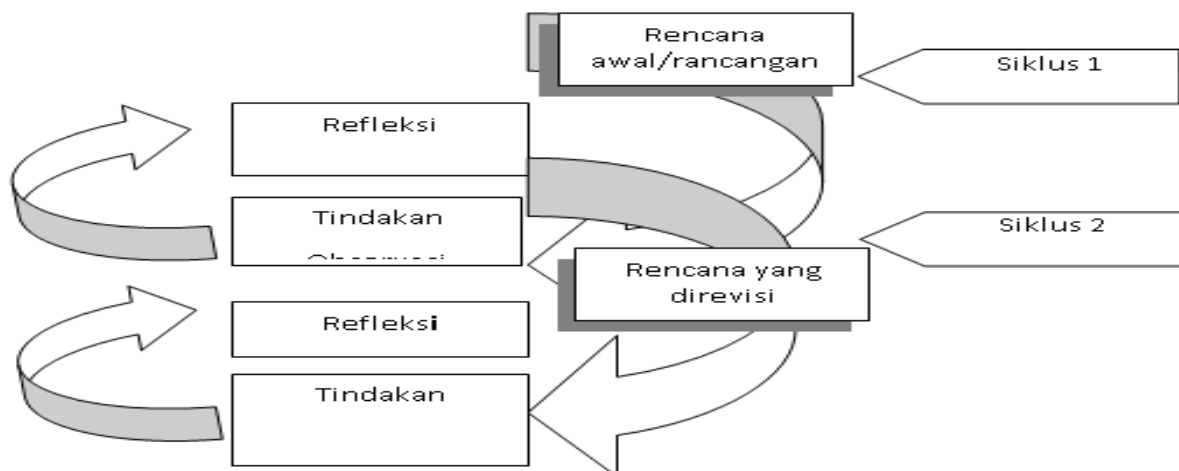 Rencana
awal/rancangan
Siklus 1
Refleksi
Tindakan
Siklus 2
Rencana yang
direvisi
Refleksi
Tindakan